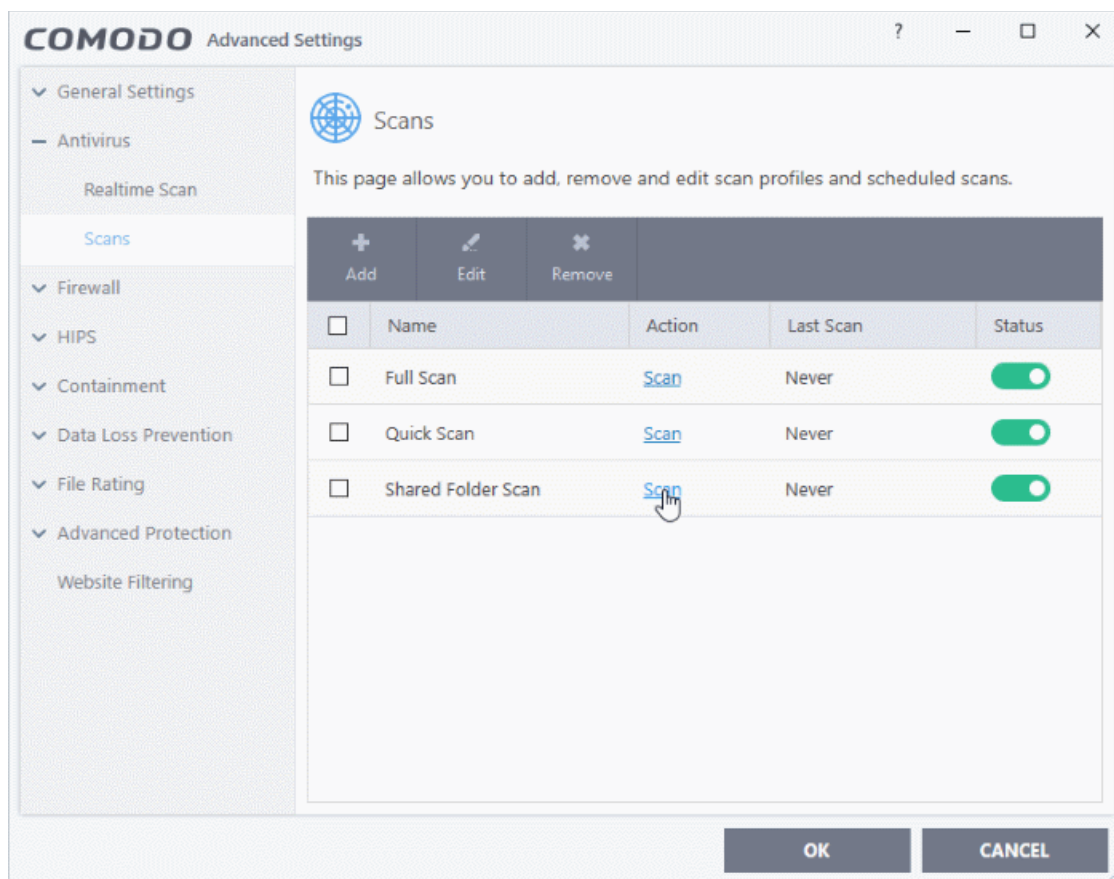 COMODO Advanced Settings ?
General Settings
Antivirus
Realtime Scan
Scans
Firewall
HIPS
Containment
Data Loss Prevention
File Rating
Advanced Protection
Website Filtering
Scans
This page allows you to add, remove and edit scan profiles and scheduled scans.
Add Edit Remove
Name Action Last Scan Status
Full Scan Scan Never
Quick Scan Scan Never
Shared Folder Scan Scan Never
OK CANCEL